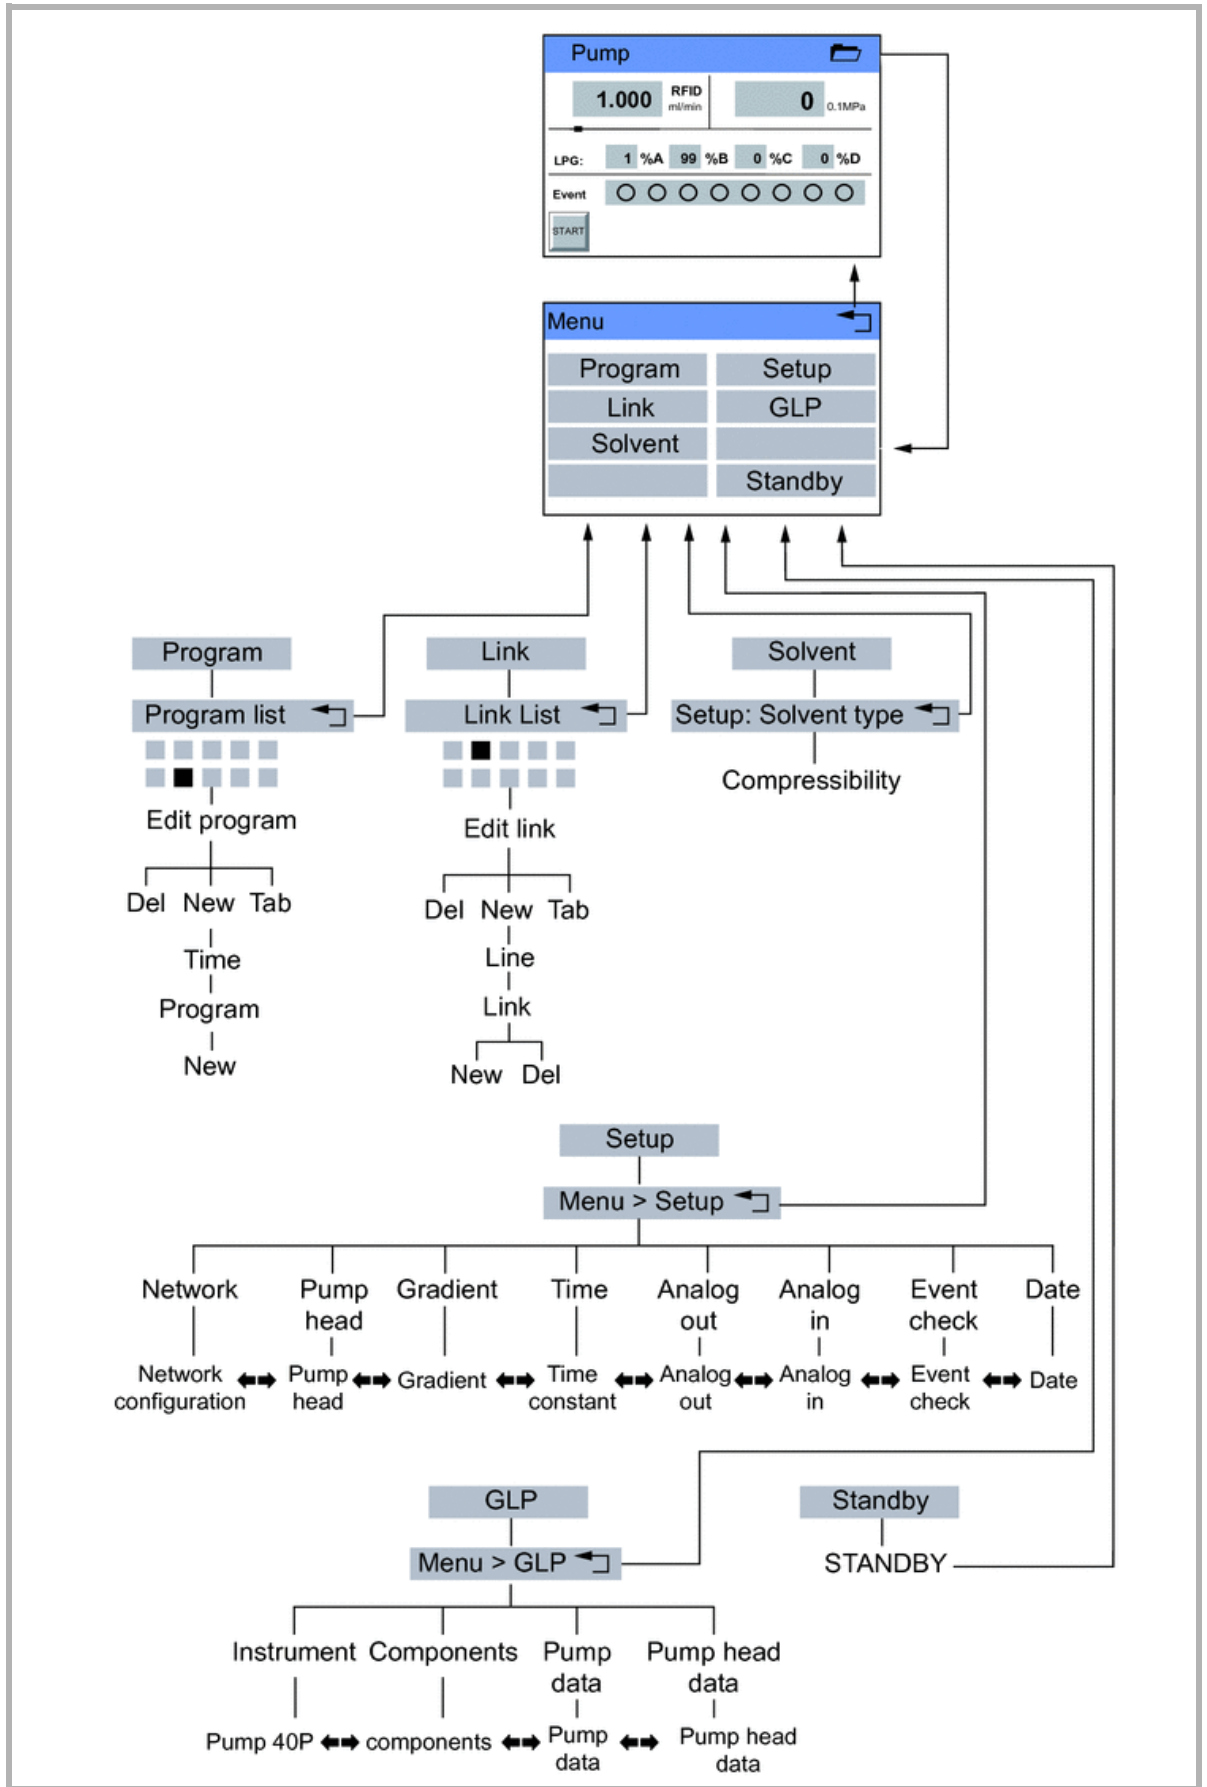 Pump
1.000 RFID ml/min 0 0.1MPa
LPG: 1 %A 99 %B 0 %C 0 %D
Event
START
Menu
Program Setup
Link GLP
Solvent
Standby
Program Link Solvent
Program list Link List Setup: Solvent type
Compressibility
Edit program
Edit link
Del New Tab
Del New Tab
Time
Line
Program
Link
New
New Del
Setup
Menu > Setup
Network Pump head Gradient Time Analog out Analog in Event check Date
Network configuration Pump head Gradient Time constant Analog out Analog in Event check Date
GLP Standby
Menu > GLP STANDBY
Instrument Components Pump data Pump head data
Pump 40P components Pump data Pump head data